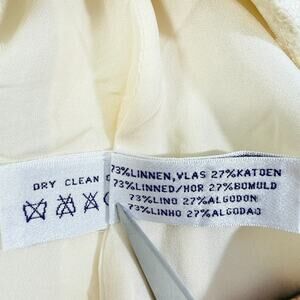 DRY CLEAN
73% LINNEN, VLAS 27% KATOEN
73% LINNED/HØR 27% BOMULD
73% LINO 27% ALGODON
73% LINHO 27% ALGODAO